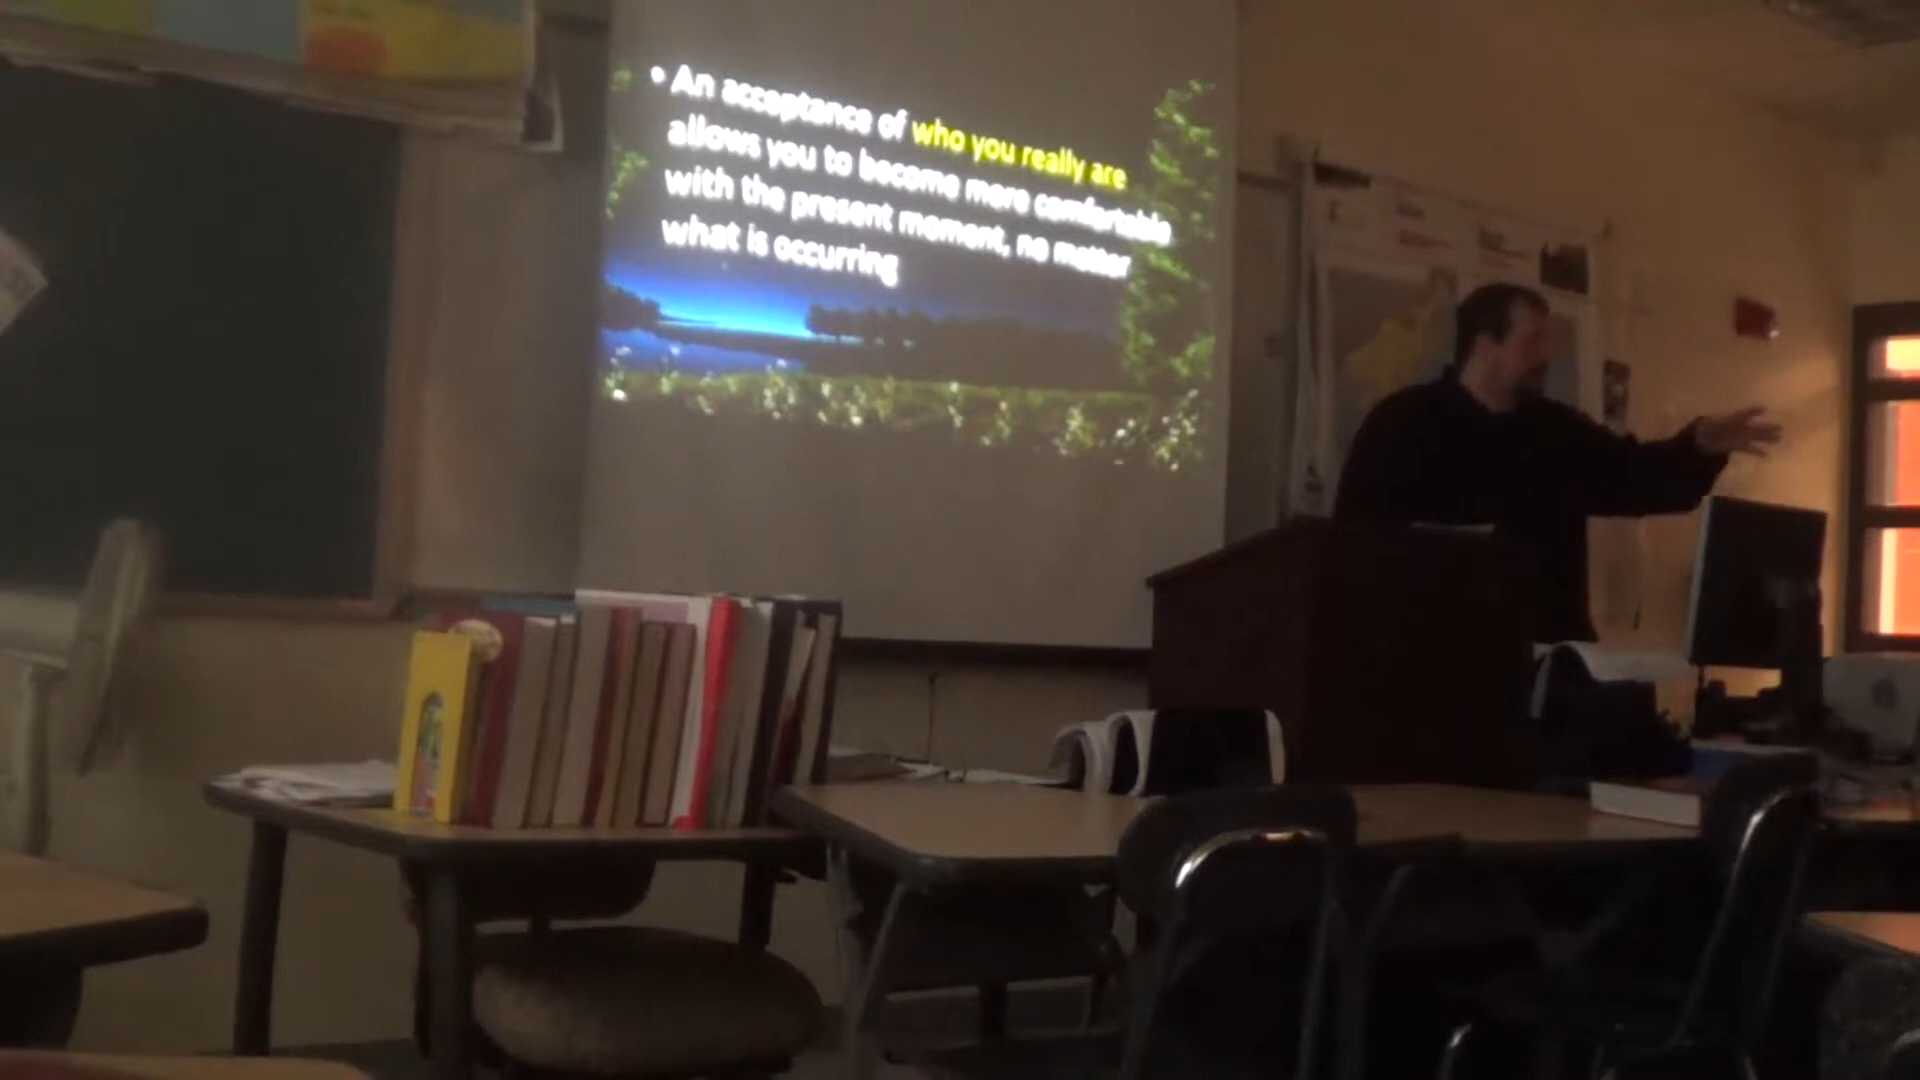 • An acceptance of who you really are
allows you to become more comfortable
with the present moment, no matter
what is occurring